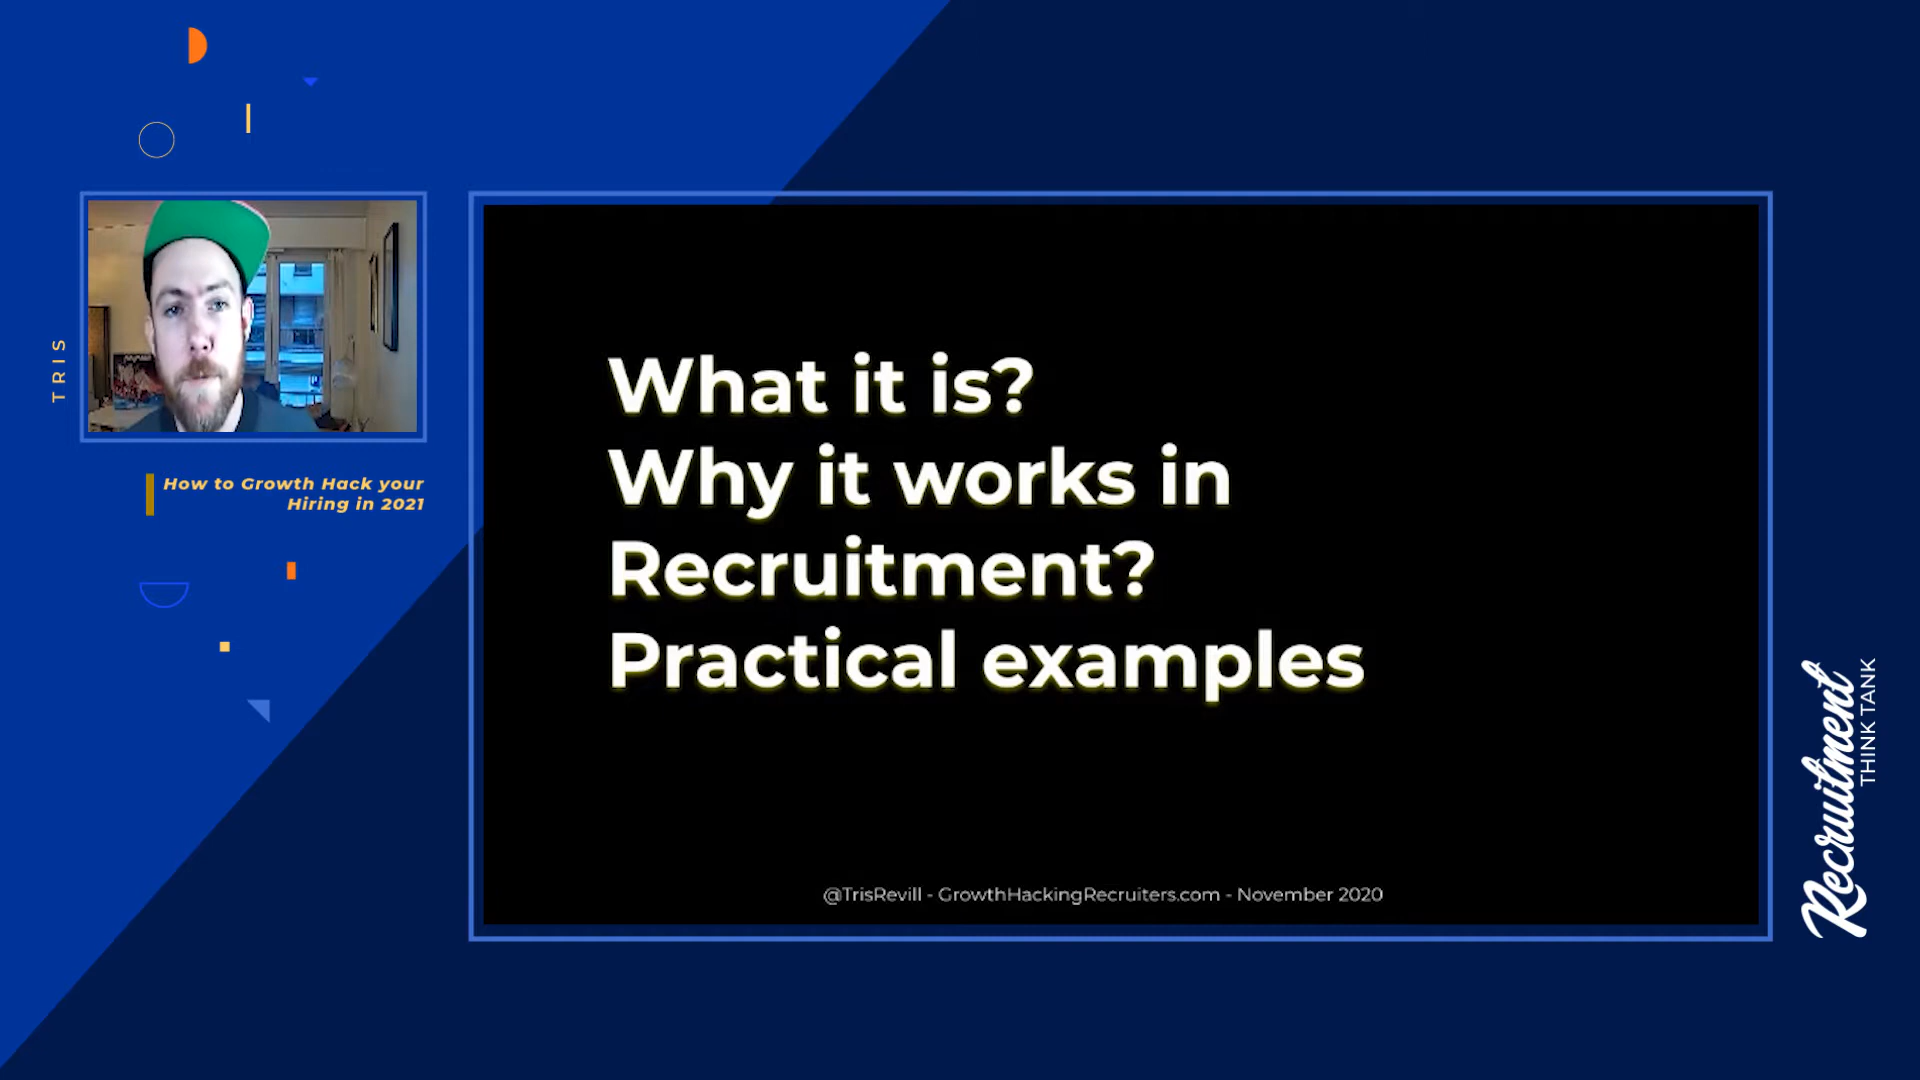 TRIS
How to Growth Hack your
Hiring in 2021
What it is?
Why it works in
Recruitment?
Practical examples
@TrisRevill - GrowthHackingRecruiters.com - November 2020
Recruitment
THINK TANK